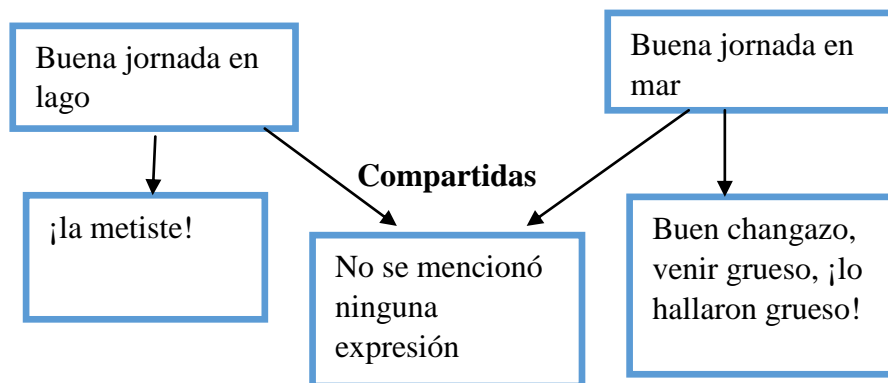 Buena jornada en
lago
Buena jornada en
mar
Compartidas
¡la metiste!
No se mencionó
ninguna
expresión
Buen changazo,
venir grueso, ¡lo
hallaron grueso!